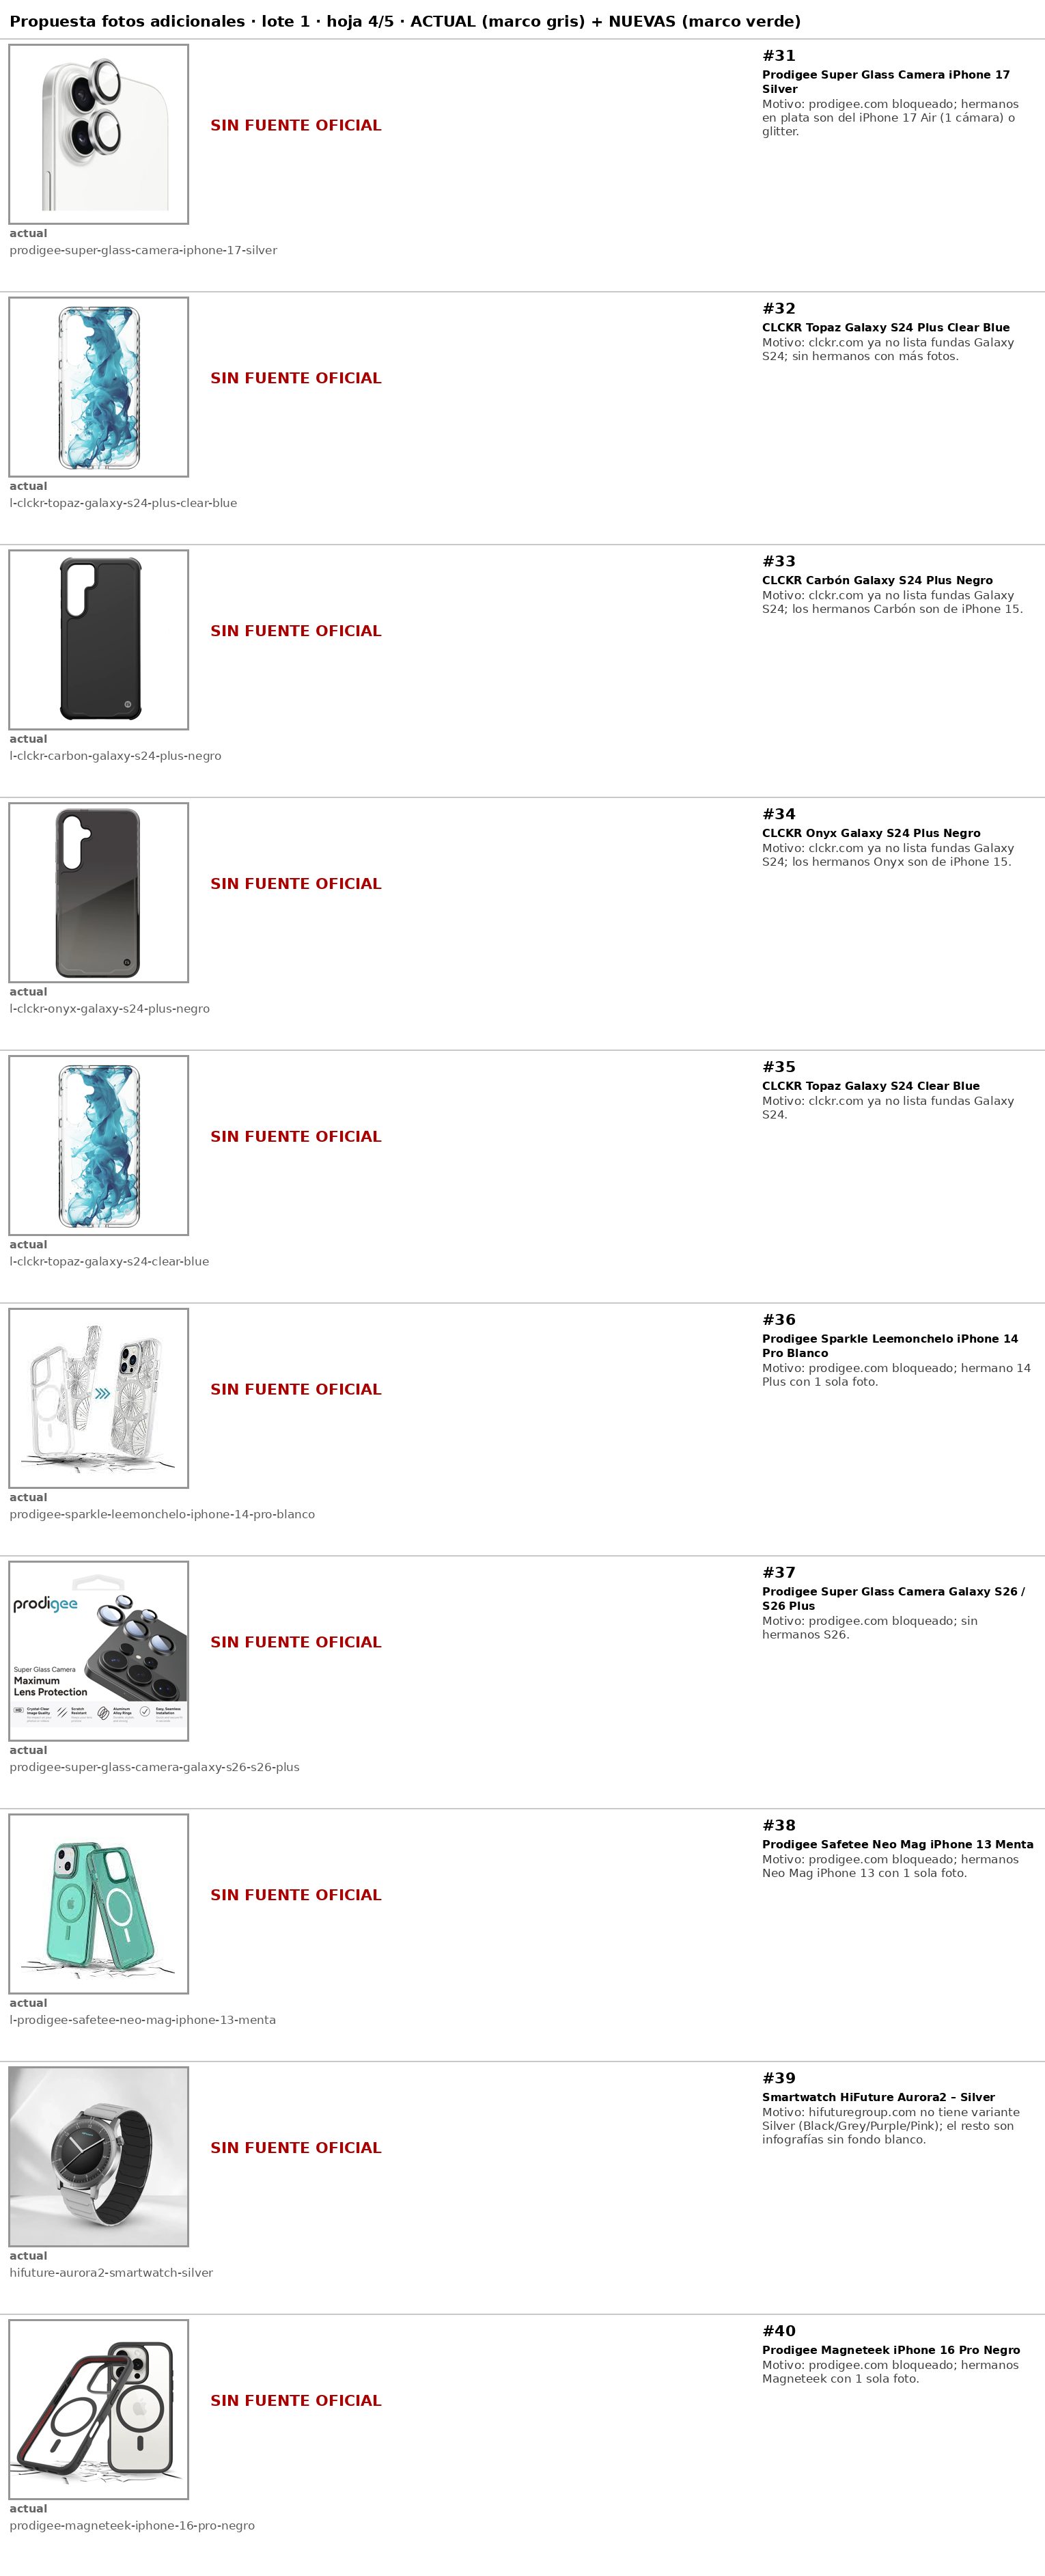 Propuesta fotos adicionales · lote 1 · hoja 4/5 · ACTUAL (marco gris) + NUEVAS (marco verde)
SIN FUENTE OFICIAL
#31
Prodigee Super Glass Camera iPhone 17
Silver
Motivo: prodigee.com bloqueado; hermanos
en plata son del iPhone 17 Air (1 cámara) o
glitter.
actual
prodigee-super-glass-camera-iphone-17-silver
SIN FUENTE OFICIAL
#32
CLCKR Topaz Galaxy S24 Plus Clear Blue
Motivo: clckr.com ya no lista fundas Galaxy
S24; sin hermanos con más fotos.
actual
l-clckr-topaz-galaxy-s24-plus-clear-blue
SIN FUENTE OFICIAL
#33
CLCKR Carbón Galaxy S24 Plus Negro
Motivo: clckr.com ya no lista fundas Galaxy
S24; los hermanos Carbón son de iPhone 15.
actual
l-clckr-carbon-galaxy-s24-plus-negro
SIN FUENTE OFICIAL
#34
CLCKR Onyx Galaxy S24 Plus Negro
Motivo: clckr.com ya no lista fundas Galaxy
S24; los hermanos Onyx son de iPhone 15.
actual
l-clckr-onyx-galaxy-s24-plus-negro
SIN FUENTE OFICIAL
#35
CLCKR Topaz Galaxy S24 Clear Blue
Motivo: clckr.com ya no lista fundas Galaxy
S24.
actual
l-clckr-topaz-galaxy-s24-clear-blue
SIN FUENTE OFICIAL
#36
Prodigee Sparkle Leemonchelo iPhone 14
Pro Blanco
Motivo: prodigee.com bloqueado; hermano 14
Plus con 1 sola foto.
actual
prodigee-sparkle-leemonchelo-iphone-14-pro-blanco
prodigee
Super Glass Camera
Maximum
Lens Protection
Crystal-Clear
Image Quality
Scratch
Resistant
Aluminum
Alloy Rings
Easy, Seamless
Installation
SIN FUENTE OFICIAL
#37
Prodigee Super Glass Camera Galaxy S26 /
S26 Plus
Motivo: prodigee.com bloqueado; sin
hermanos S26.
actual
prodigee-super-glass-camera-galaxy-s26-s26-plus
SIN FUENTE OFICIAL
#38
Prodigee Safetee Neo Mag iPhone 13 Menta
Motivo: prodigee.com bloqueado; hermanos
Neo Mag iPhone 13 con 1 sola foto.
actual
l-prodigee-safetee-neo-mag-iphone-13-menta
SIN FUENTE OFICIAL
#39
Smartwatch HiFuture Aurora2 – Silver
Motivo: hifuturegroup.com no tiene variante
Silver (Black/Grey/Purple/Pink); el resto son
infografías sin fondo blanco.
actual
hifuture-aurora2-smartwatch-silver
SIN FUENTE OFICIAL
#40
Prodigee Magneteek iPhone 16 Pro Negro
Motivo: prodigee.com bloqueado; hermanos
Magneteek con 1 sola foto.
actual
prodigee-magneteek-iphone-16-pro-negro